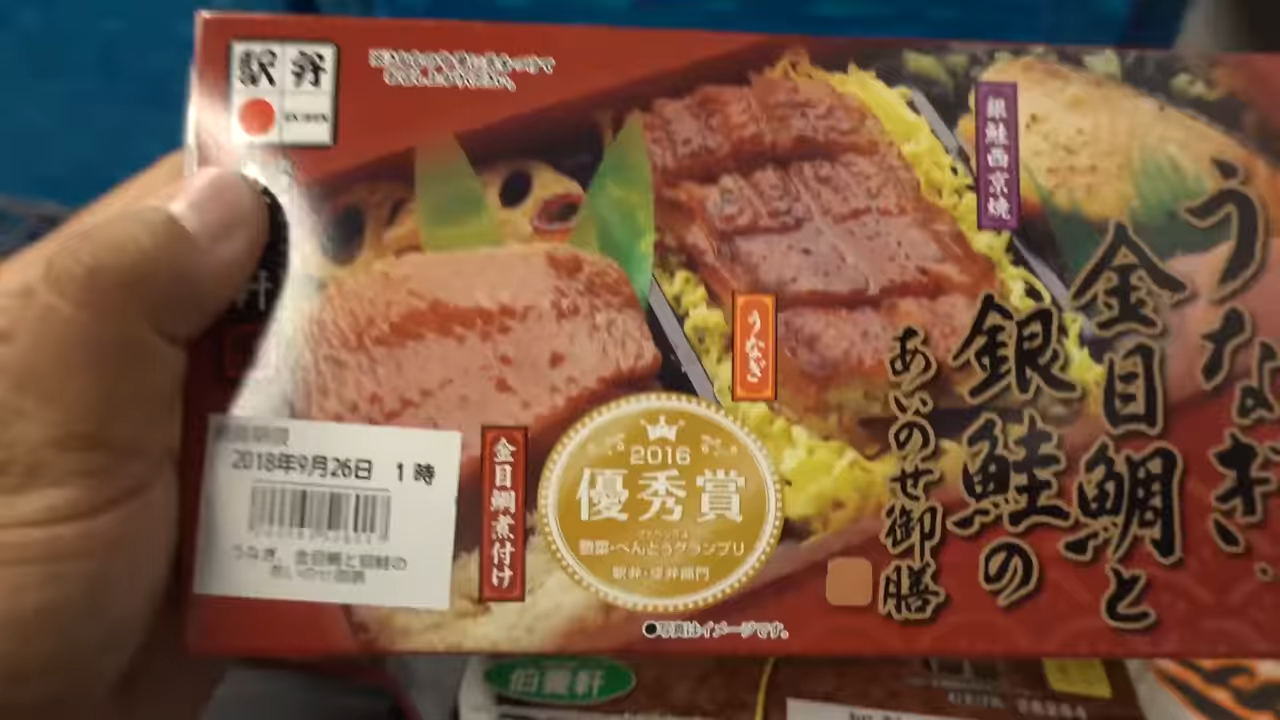 駅弁
うなぎ・
金目鯛と
銀鮭の
あいのせ御膳
銀鮭西京焼
うなぎ
金目鯛煮付け
2016
優秀賞
惣菜・べんとうグランプリ
駅弁・空弁部門
軒
2018年9月26日 1時
うなぎ、金目鯛と銀鮭の
あいのせ御膳
●写真はイメージです。